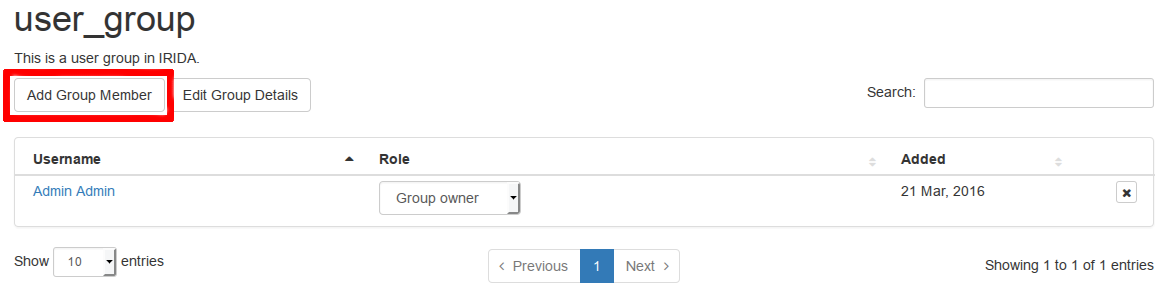 user_group
This is a user group in IRIDA.
Add Group Member Edit Group Details Search:
Username Role Added
Admin Admin Group owner 21 Mar, 2016
Show 10 entries Previous 1 Next Showing 1 to 1 of 1 entries